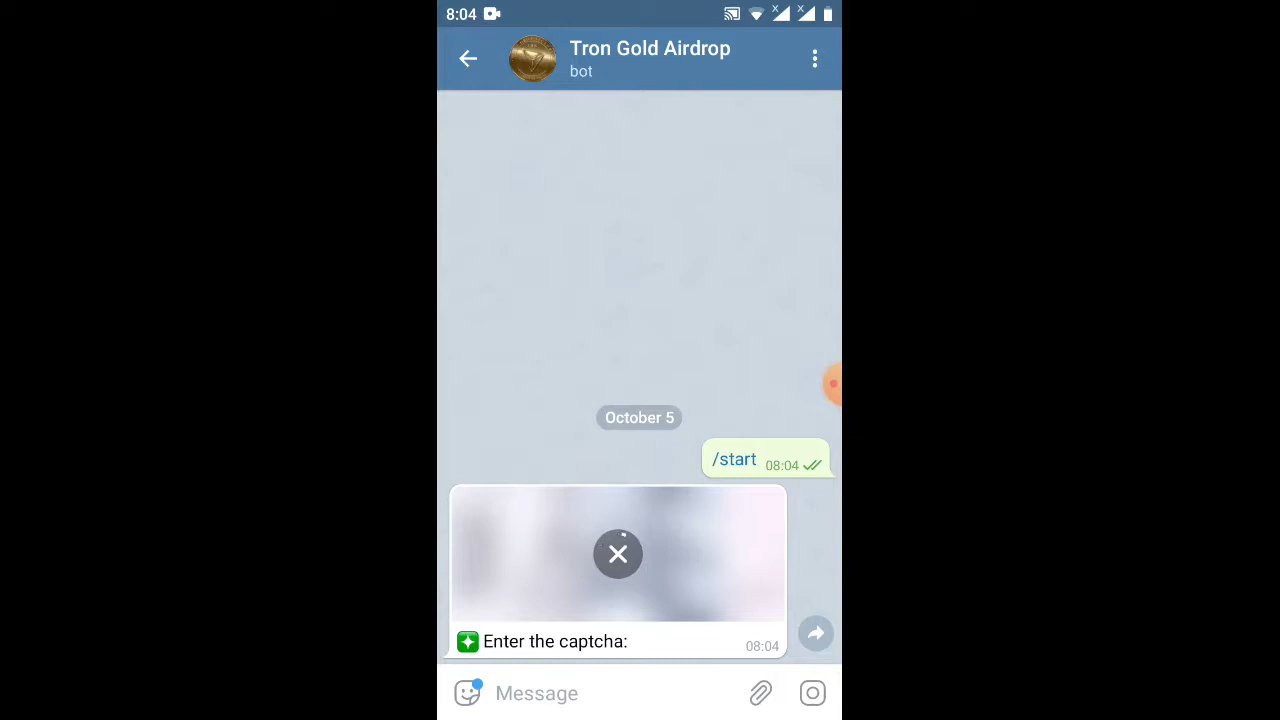 8:04
Tron Gold Airdrop
bot
October 5
/start 08:04
Enter the captcha:
08:04
Message